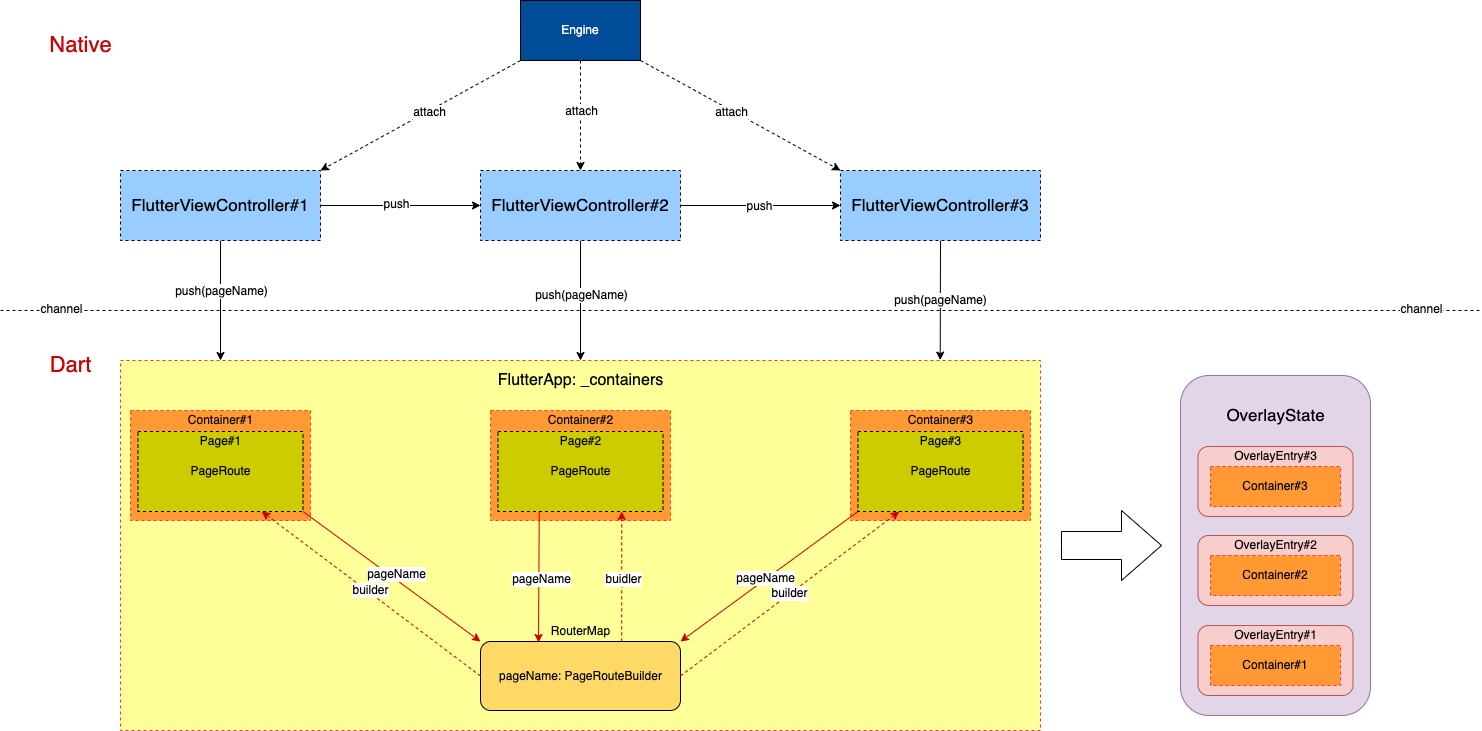 Native
Engine
attach
attach
attach
FlutterViewController#1
push
FlutterViewController#2
push
FlutterViewController#3
push(pageName)
push(pageName)
push(pageName)
channel
channel
Dart
FlutterApp: _containers
Container#1
Page#1
PageRoute
Container#2
Page#2
PageRoute
Container#3
Page#3
PageRoute
pageName
builder
pageName
buidler
pageName
builder
RouterMap
pageName: PageRouteBuilder
OverlayState
OverlayEntry#3
Container#3
OverlayEntry#2
Container#2
OverlayEntry#1
Container#1